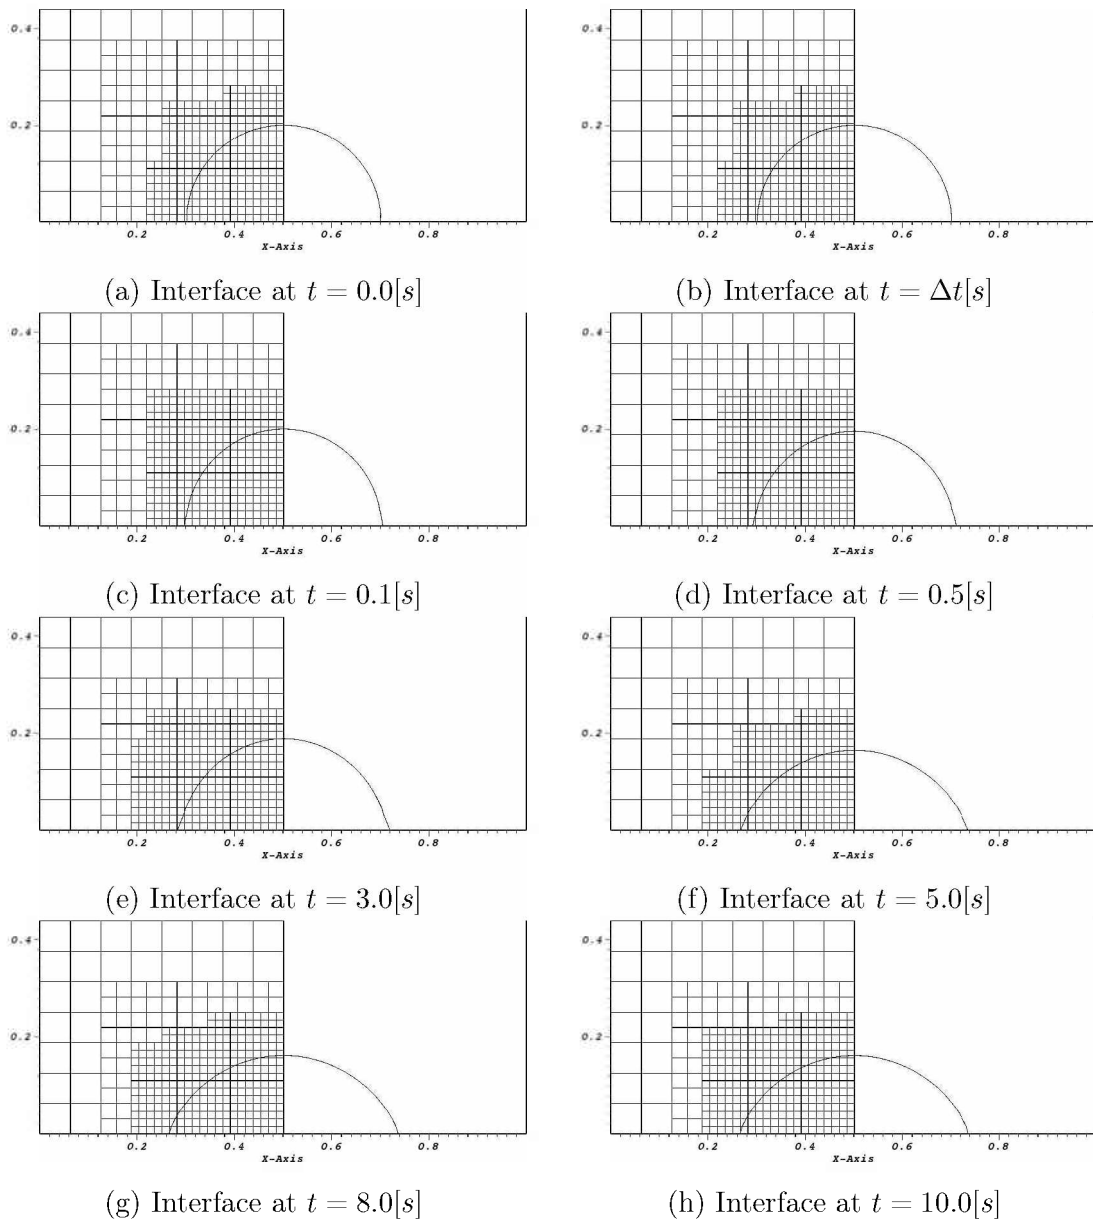 0.4 0.4
0.2 0.2
0.2 0.4 0.6 0.8 0.2 0.4 0.6 0.8
X-Axis X-Axis
(a) Interface at t = 0.0[s] (b) Interface at t = Δt[s]
0.4 0.4
0.2 0.2
0.2 0.4 0.6 0.8 0.2 0.4 0.6 0.8
X-Axis X-Axis
(c) Interface at t = 0.1[s] (d) Interface at t = 0.5[s]
0.4 0.4
0.2 0.2
0.2 0.4 0.6 0.8 0.2 0.4 0.6 0.8
X-Axis X-Axis
(e) Interface at t = 3.0[s] (f) Interface at t = 5.0[s]
0.4 0.4
0.2 0.2
0.2 0.4 0.6 0.8 0.2 0.4 0.6 0.8
X-Axis X-Axis
(g) Interface at t = 8.0[s] (h) Interface at t = 10.0[s]